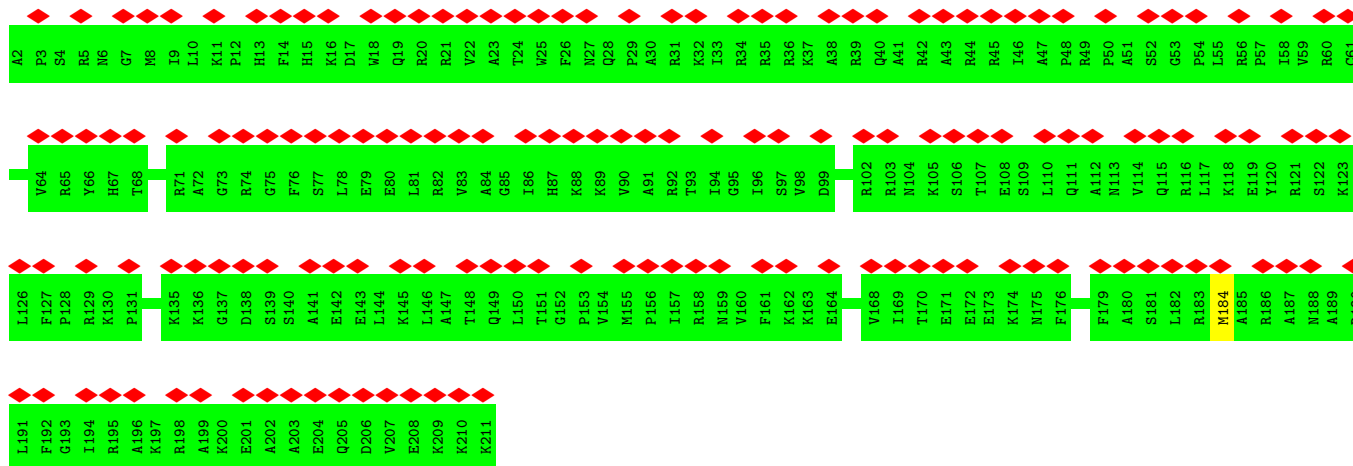 A2 P3 S4 R5 N6 G7 M8 I9 L10 K11 P12 H13 F14 H15 K16 D17 W18 Q19 R20 R21 V22 A23 T24 W25 F26 N27 Q28 P29 A30 R31 K32 I33 R34 R35 R36 K37 A38 R39 Q40 A41 R42 A43 R44 R45 I46 A47 P48 R49 P50 A51 S52 G53 P54 L55 R56 P57 I58 V59 R60 C61
V64 R65 Y66 H67 T68 R71 A72 G73 R74 G75 F76 S77 L78 E79 E80 L81 R82 V83 A84 G85 I86 H87 K88 K89 V90 A91 R92 T93 I94 G95 I96 S97 V98 D99 R102 R103 N104 K105 S106 T107 E108 S109 L110 Q111 A112 N113 V114 Q115 R116 L117 K118 E119 Y120 R121 S122 K123
L126 F127 P128 R129 K130 P131 K135 K136 G137 D138 S139 S140 A141 E142 E143 L144 K145 L146 A147 T148 Q149 L150 T151 G152 P153 V154 M155 P156 I157 R158 N159 V160 F161 K162 K163 E164 V168 I169 T170 E171 E172 E173 K174 N175 F176 F179 A180 S181 L182 R183 M184 A185 R186 A187 N188 A189
L191 F192 G193 I194 R195 A196 K197 R198 A199 K200 E201 A202 A203 E204 Q205 D206 V207 E208 K209 K210 K211